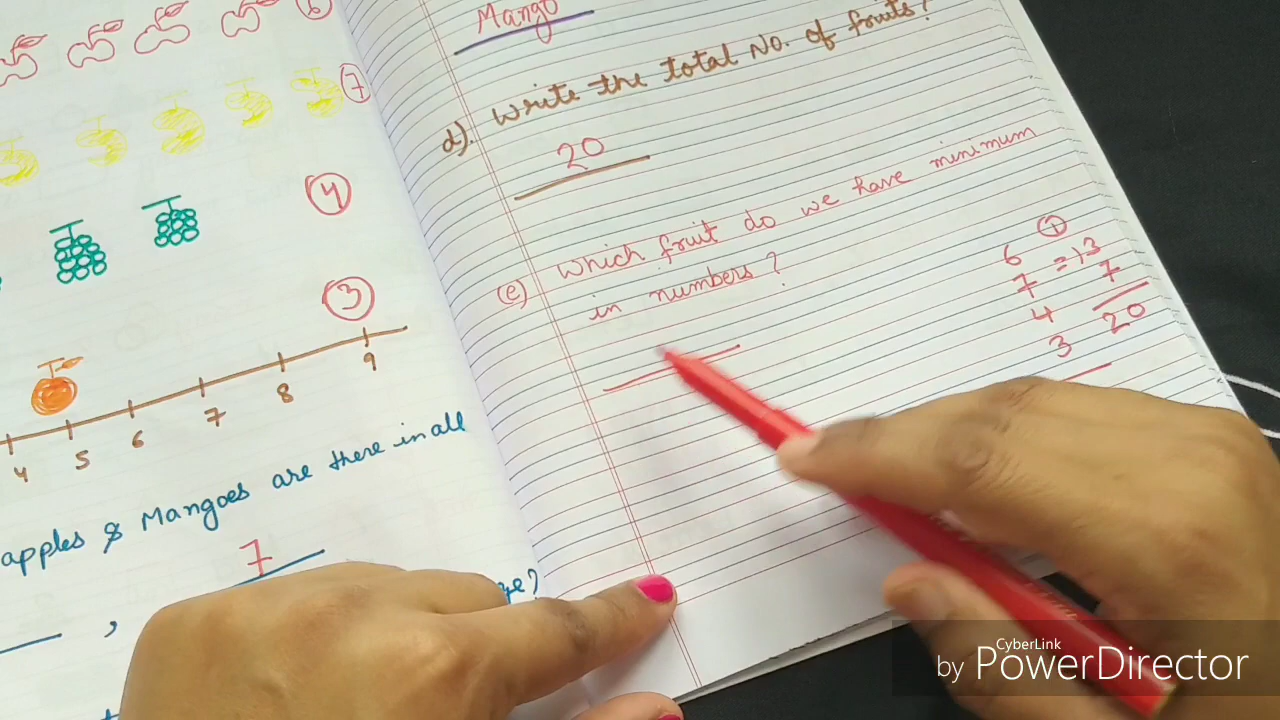 6
7
4
3
4 5 6 7 8 9
apples & Mangoes are there in all
7
,
Mango
d). Write the total No. of fruits?
20
(e) Which fruit do we have minimum
in numbers?
+
6
7 = 13
4 7
3 20
CyberLink
by PowerDirector